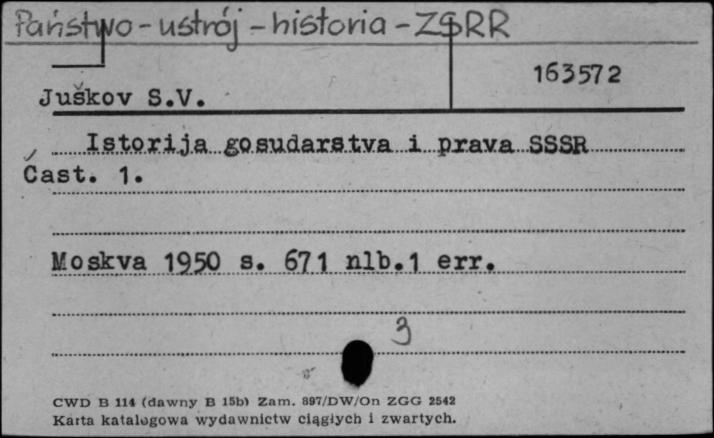 Państwo - ustrój - historia - ZSRR
163572
Juškov S.V.
Istorija gosudarstva i prava SSSR
Čast. 1.
Moskva 1950 s. 671 nlb.1 err.
3
CWD B 114 (dawny B 15b) Zam. 897/DW/On ZGG 2542
Karta katalogowa wydawnictw ciągłych i zwartych.